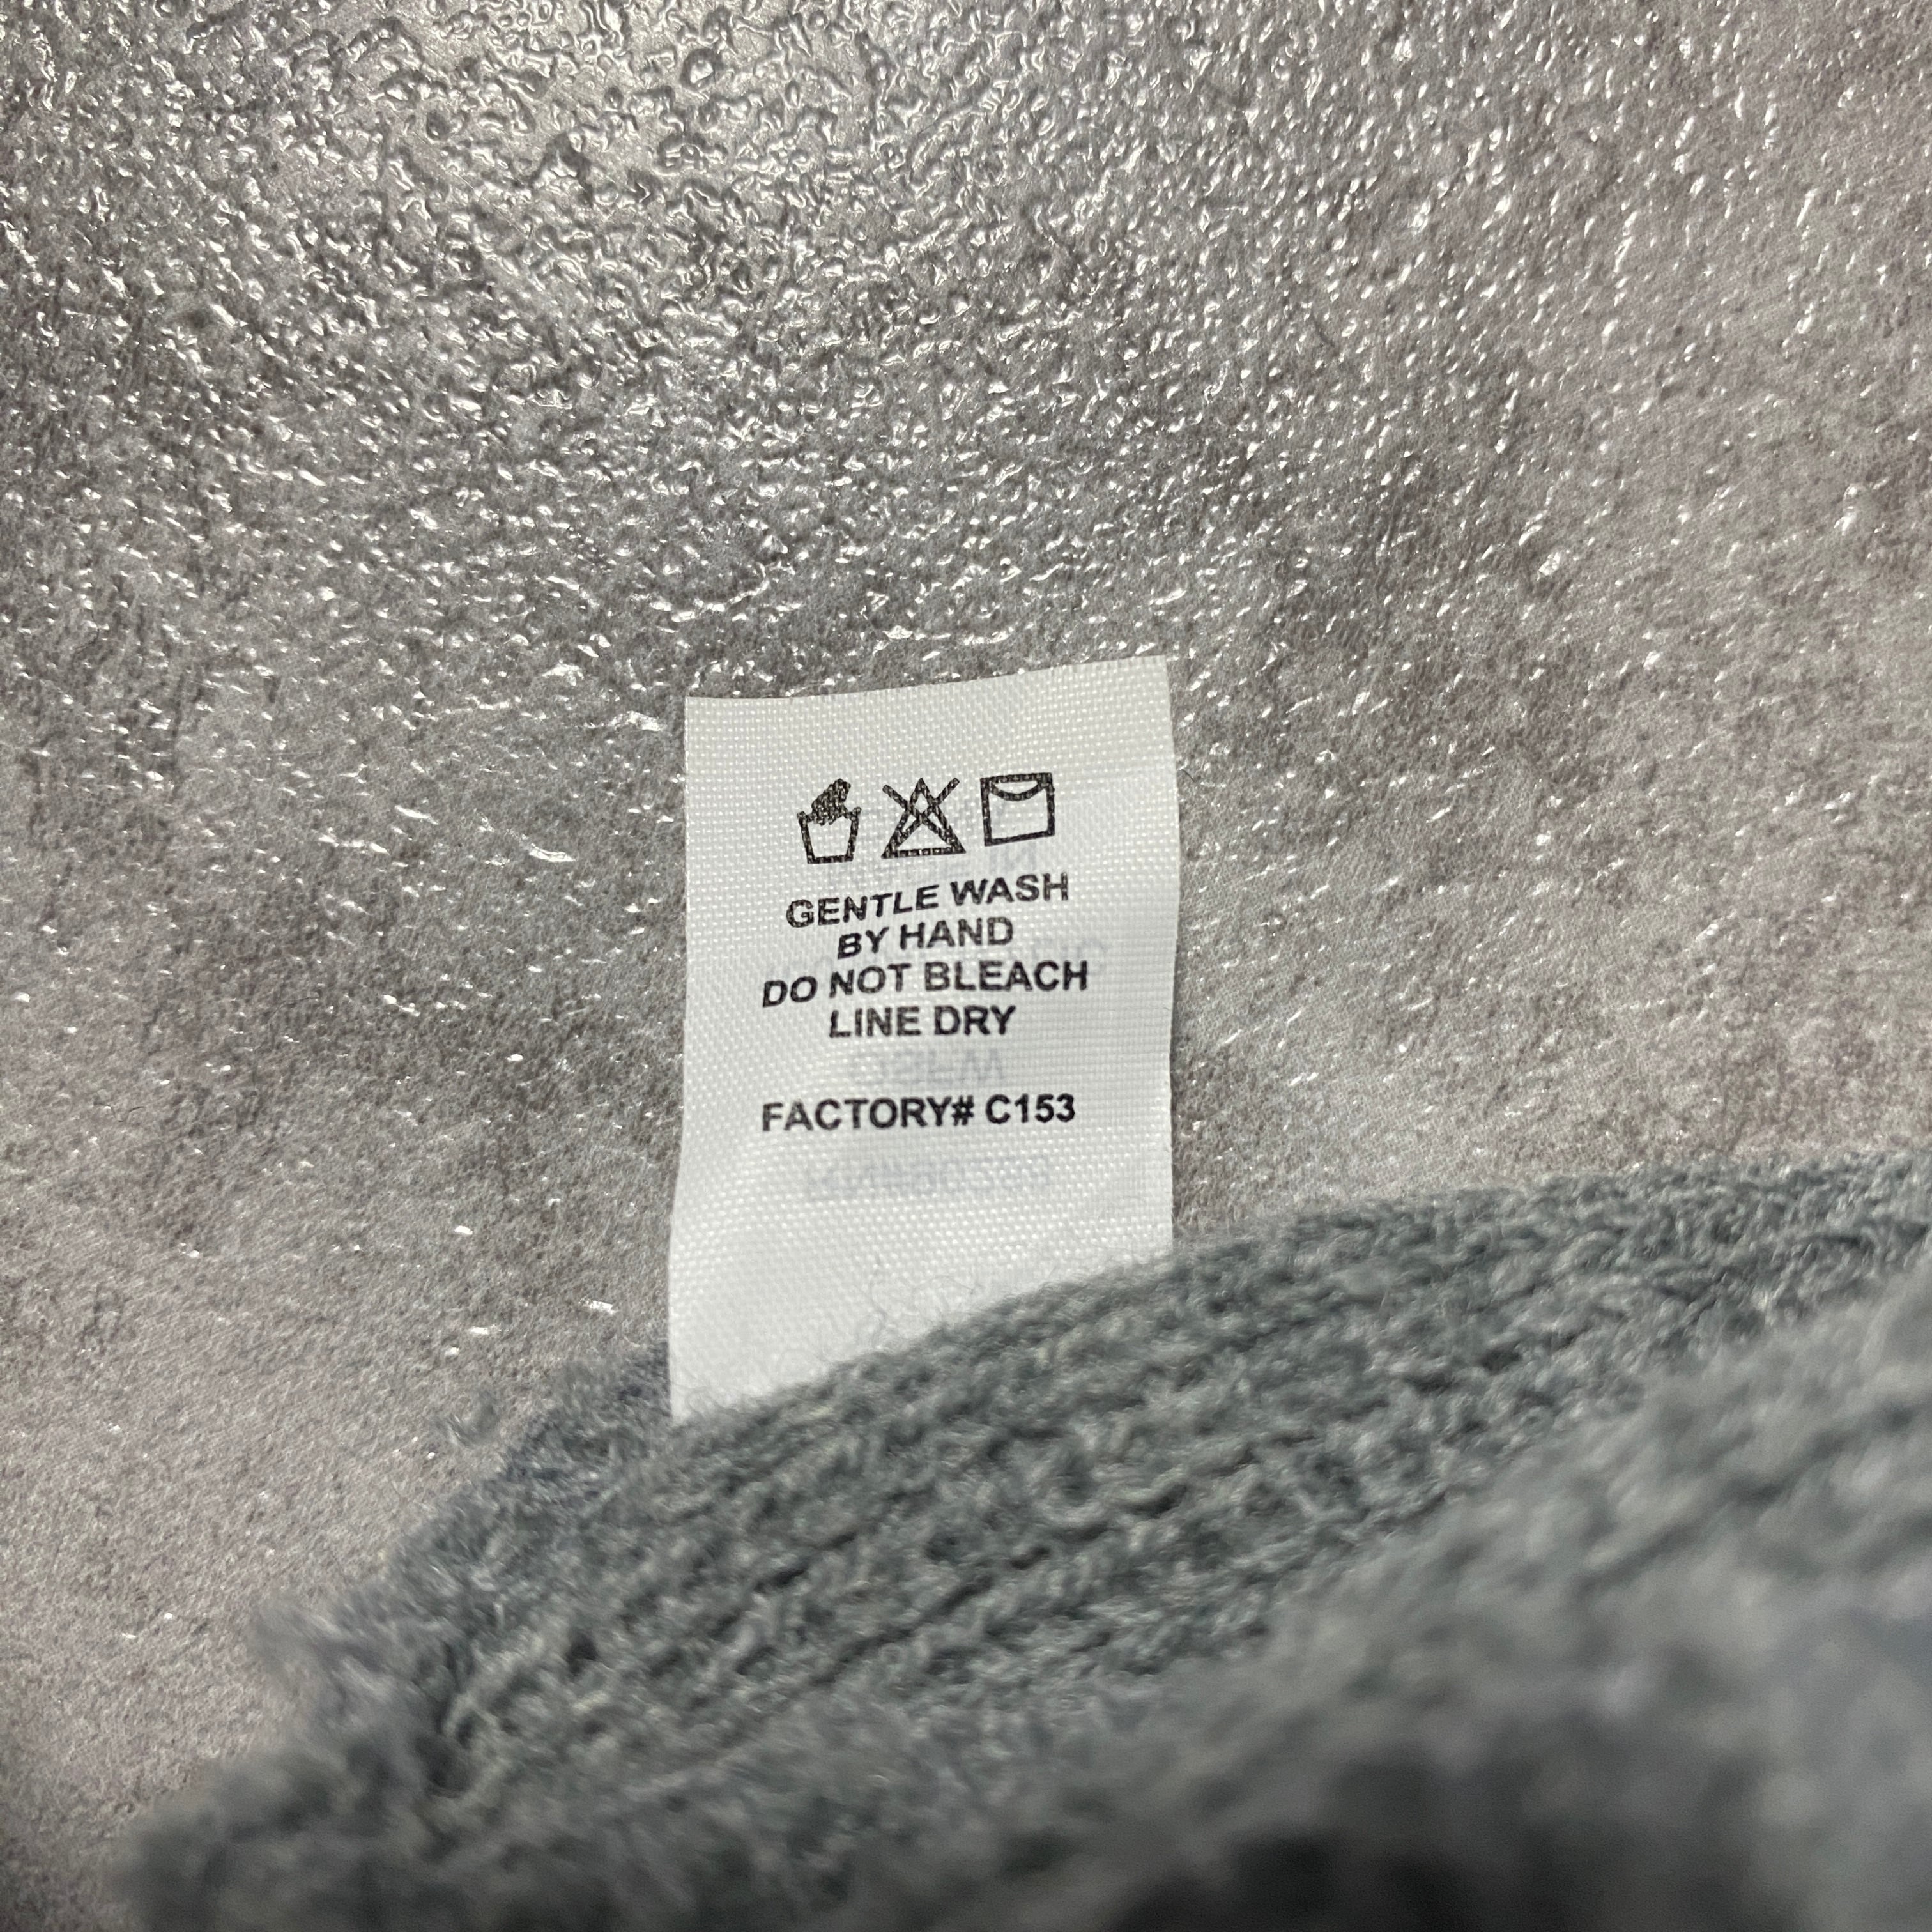 GENTLE WASH
BY HAND
DO NOT BLEACH
LINE DRY
FACTORY# C153